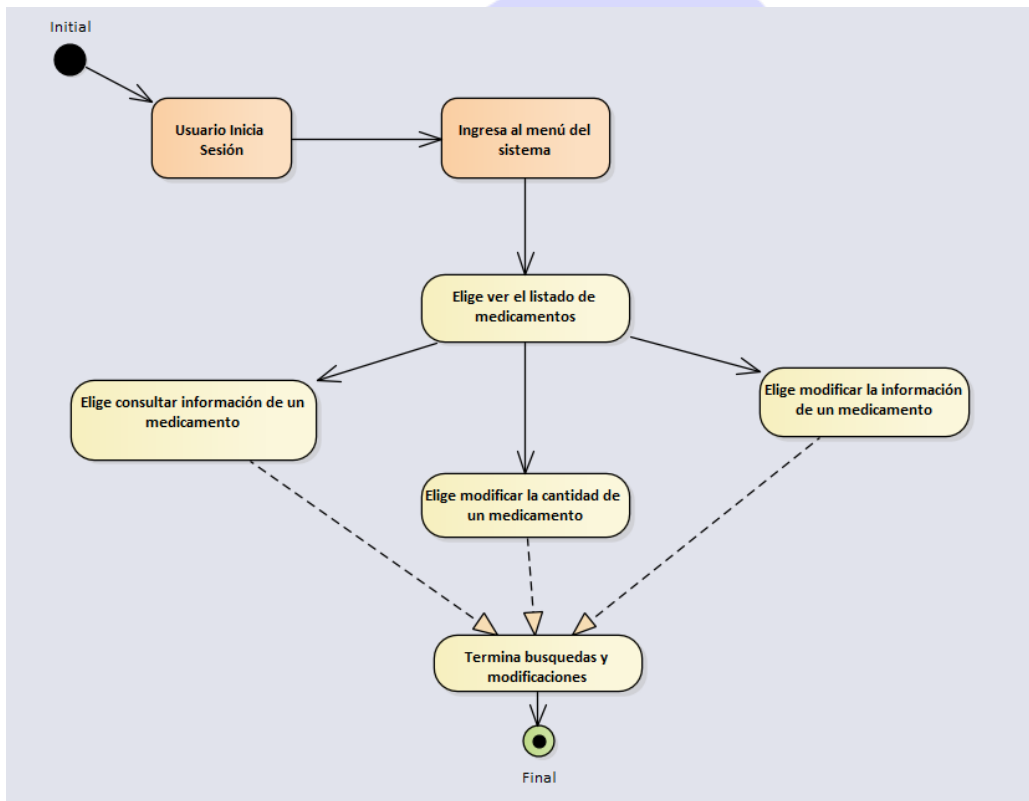 Initial
Usuario Inicia
Sesión
Ingresa al menú del
sistema
Elige ver el listado de
medicamentos
Elige consultar información de un
medicamento
Elige modificar la cantidad de
un medicamento
Elige modificar la información
de un medicamento
Termina busquedas y
modificaciones
Final